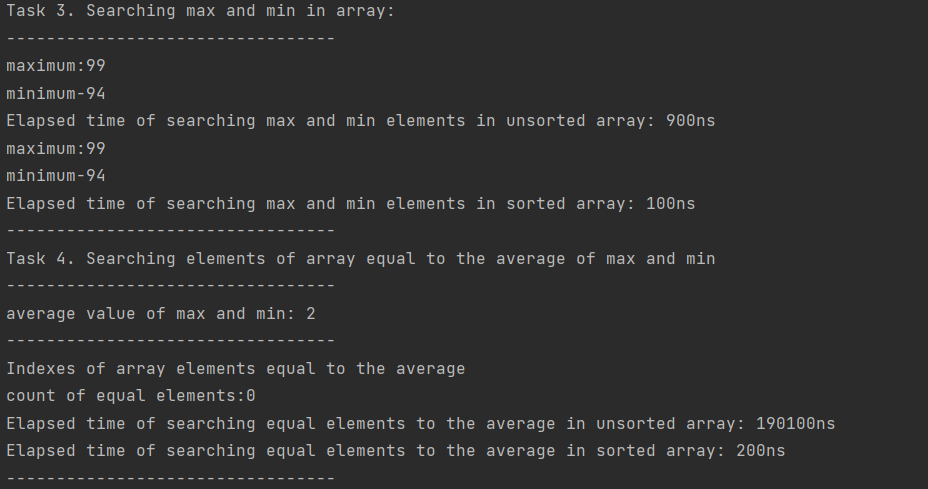 Task 3. Searching max and min in array:
---------------------------------
maximum:99
minimum-94
Elapsed time of searching max and min elements in unsorted array: 900ns
maximum:99
minimum-94
Elapsed time of searching max and min elements in sorted array: 100ns
---------------------------------
Task 4. Searching elements of array equal to the average of max and min
---------------------------------
average value of max and min: 2
---------------------------------
Indexes of array elements equal to the average
count of equal elements:0
Elapsed time of searching equal elements to the average in unsorted array: 190100ns
Elapsed time of searching equal elements to the average in sorted array: 200ns
---------------------------------